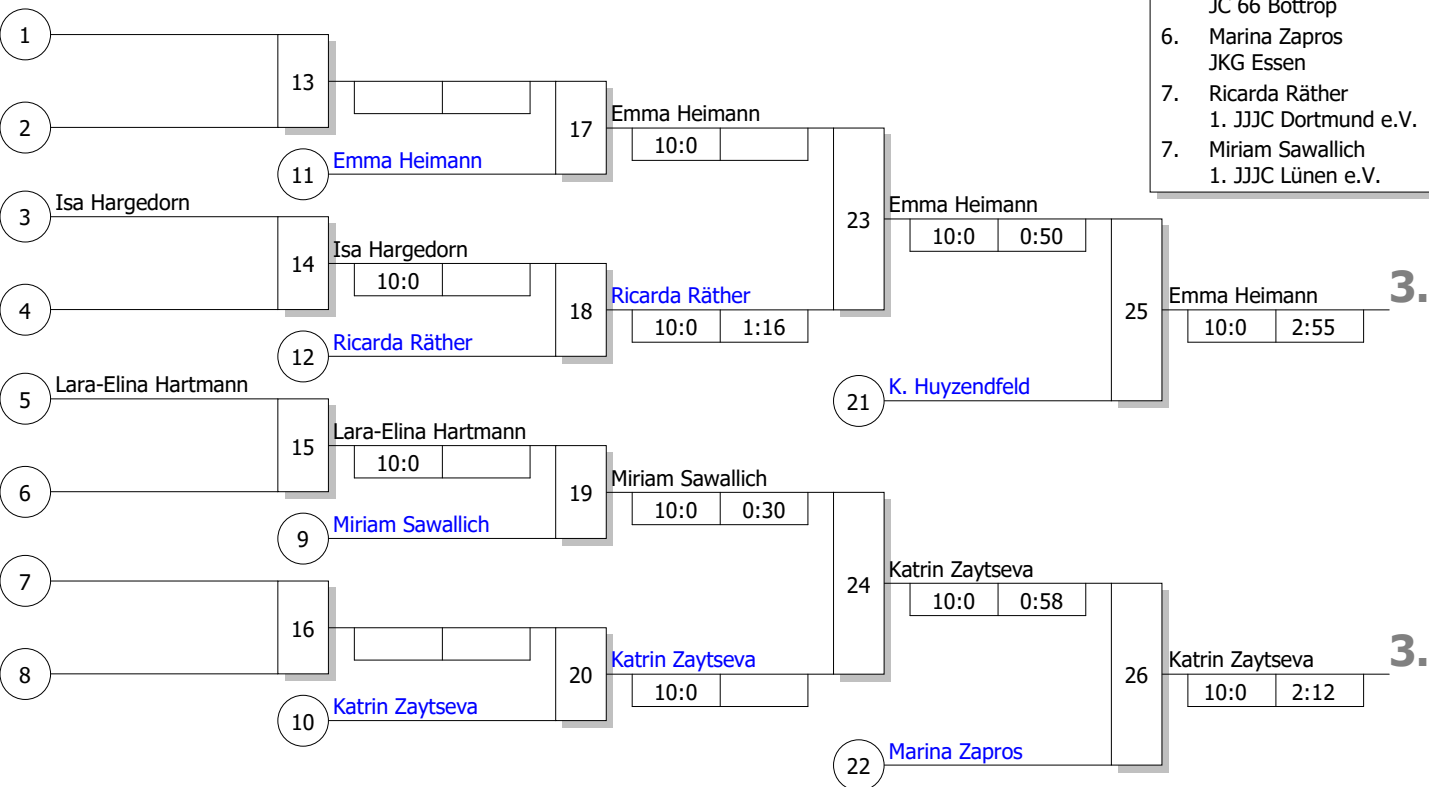 JC 66 Bottrop
6. Marina Zapros
JKG Essen
7. Ricarda Räther
1. JJJC Dortmund e.V.
7. Miriam Sawallich
1. JJJC Lünen e.V.
1
13
2
17
Emma Heimann
10:0
11
Emma Heimann
3
Isa Hargedorn
23
Emma Heimann
10:0 0:50
14
Isa Hargedorn
10:0
4
18
Ricarda Räther
10:0 1:16
25
Emma Heimann
3.
10:0 2:55
12
Ricarda Räther
5
Lara-Elina Hartmann
21
K. Huyzendfeld
15
Lara-Elina Hartmann
10:0
6
19
Miriam Sawallich
10:0 0:30
9
Miriam Sawallich
7
24
Katrin Zaytseva
10:0 0:58
16
8
20
Katrin Zaytseva
10:0
26
Katrin Zaytseva
3.
10:0 2:12
10
Katrin Zaytseva
22
Marina Zapros